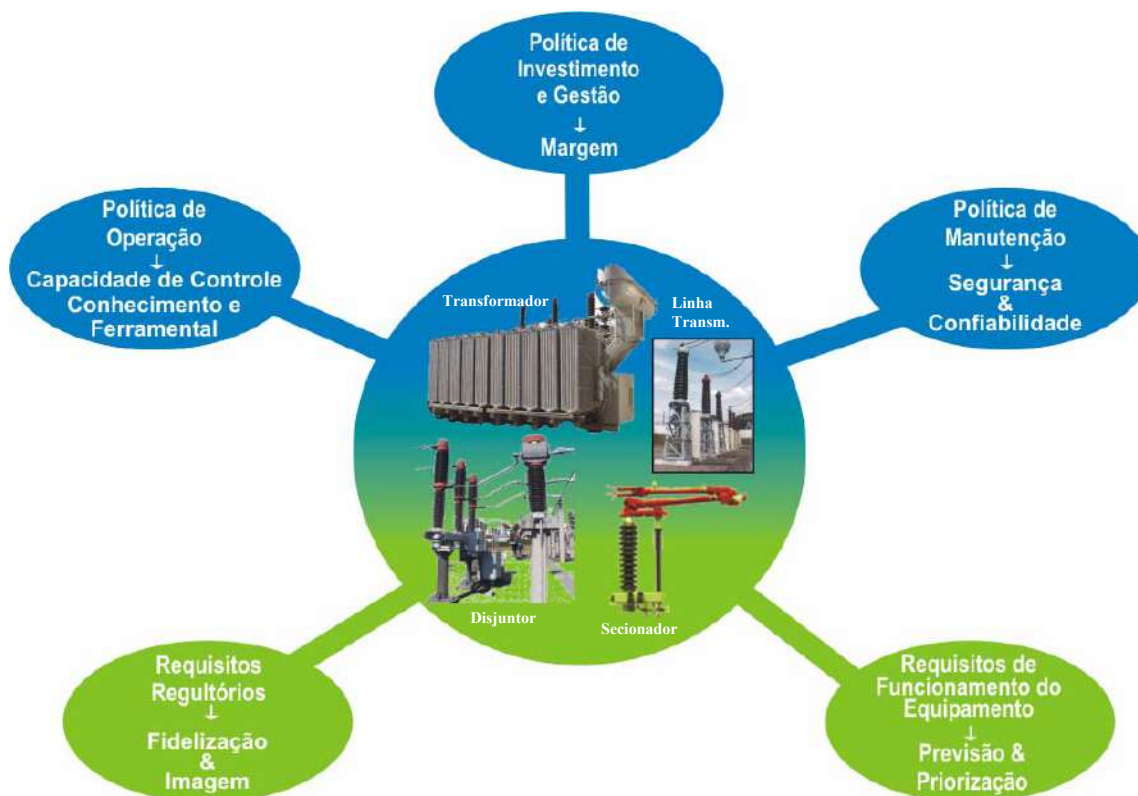 Política de
Investimento
e Gestão
↓
Margem
Política de
Operação
↓
Capacidade de Controle
Conhecimento e
Ferramental
Política de
Manutenção
↓
Segurança
&
Confiabilidade
Transformador
Linha
Transm.
Disjuntor
Secionador
Requisitos
Regultórios
↓
Fidelização
&
Imagem
Requisitos de
Funcionamento do
Equipamento
↓
Previsão &
Priorização